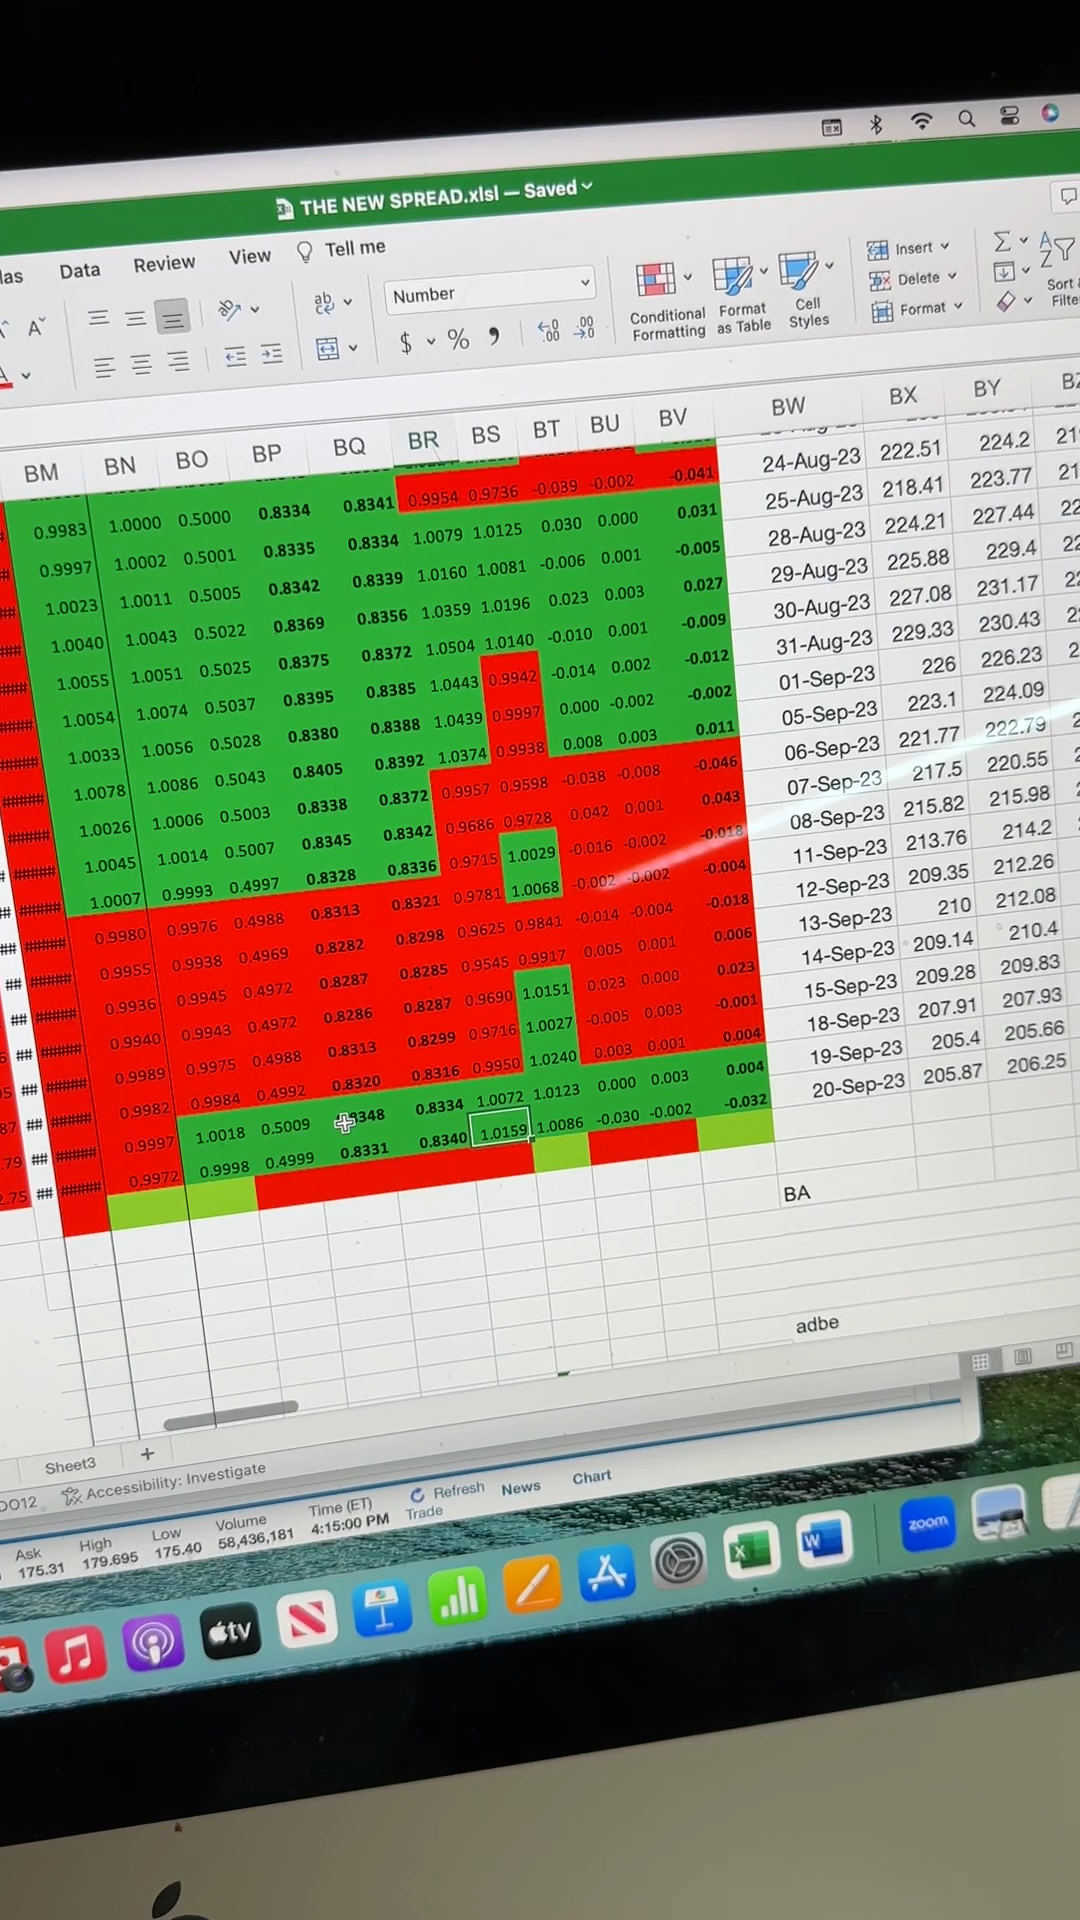 THE NEW SPREAD.xlsl — Saved
las Data Review View Tell me
Number
Conditional Formatting
Format as Table
Cell Styles
Insert
Delete
Format
Sort &
Filte
BM BN BO BP BQ BR BS BT BU BV BW BX BY BZ
0.9983 1.0000 0.5000 0.8334 0.8341 0.9954 0.9736 -0.039 -0.002 -0.041 24-Aug-23 222.51 224.2
0.9997 1.0002 0.5001 0.8335 0.8334 1.0079 1.0125 0.030 0.000 0.031 25-Aug-23 218.41 223.77
1.0023 1.0011 0.5005 0.8342 0.8339 1.0160 1.0081 -0.006 0.001 -0.005 28-Aug-23 224.21 227.44
1.0040 1.0043 0.5022 0.8369 0.8356 1.0359 1.0196 0.023 0.003 0.027 29-Aug-23 225.88 229.4
1.0055 1.0051 0.5025 0.8375 0.8372 1.0504 1.0140 -0.010 0.001 -0.009 30-Aug-23 227.08 231.17
1.0054 1.0074 0.5037 0.8395 0.8385 1.0443 0.9942 -0.014 0.002 -0.012 31-Aug-23 229.33 230.43
1.0033 1.0056 0.5028 0.8380 0.8388 1.0439 0.9997 0.000 -0.002 -0.002 01-Sep-23 226 226.23
1.0078 1.0086 0.5043 0.8405 0.8392 1.0374 0.9938 0.008 0.003 0.011 05-Sep-23 223.1 224.09
1.0026 1.0006 0.5003 0.8338 0.8372 0.9957 0.9598 -0.038 -0.008 -0.046 06-Sep-23 221.77 222.79
1.0045 1.0014 0.5007 0.8345 0.8342 0.9686 0.9728 0.042 0.001 0.043 07-Sep-23 217.5 220.55
1.0007 0.9993 0.4997 0.8328 0.8336 0.9715 1.0029 -0.016 -0.002 -0.018 08-Sep-23 215.82 215.98
0.9980 0.9976 0.4988 0.8313 0.8321 0.9781 1.0068 -0.002 -0.002 -0.004 11-Sep-23 213.76 214.2
0.9955 0.9938 0.4969 0.8282 0.8298 0.9625 0.9841 -0.014 -0.004 -0.018 12-Sep-23 209.35 212.26
0.9936 0.9945 0.4972 0.8287 0.8285 0.9545 0.9917 0.005 0.001 0.006 13-Sep-23 210 212.08
0.9940 0.9943 0.4972 0.8286 0.8287 0.9690 1.0151 0.023 0.000 0.023 14-Sep-23 209.14 210.4
0.9989 0.9975 0.4988 0.8313 0.8299 0.9716 1.0027 -0.005 0.003 -0.001 15-Sep-23 209.28 209.83
0.9982 0.9984 0.4992 0.8320 0.8316 0.9950 1.0240 0.003 0.001 0.004 18-Sep-23 207.91 207.93
0.9997 1.0018 0.5009 8348 0.8334 1.0072 1.0123 0.000 0.003 0.004 19-Sep-23 205.4 205.66
0.9972 0.9998 0.4999 0.8331 0.8340 1.0159 1.0086 -0.030 -0.002 -0.032 20-Sep-23 205.87 206.25
BA
adbe
Sheet3 +
DO12 Accessibility: Investigate
Ask High Low Volume Time (ET) Refresh News Chart
175.31 179.695 175.40 58,436,181 4:15:00 PM Trade
tv
zoom